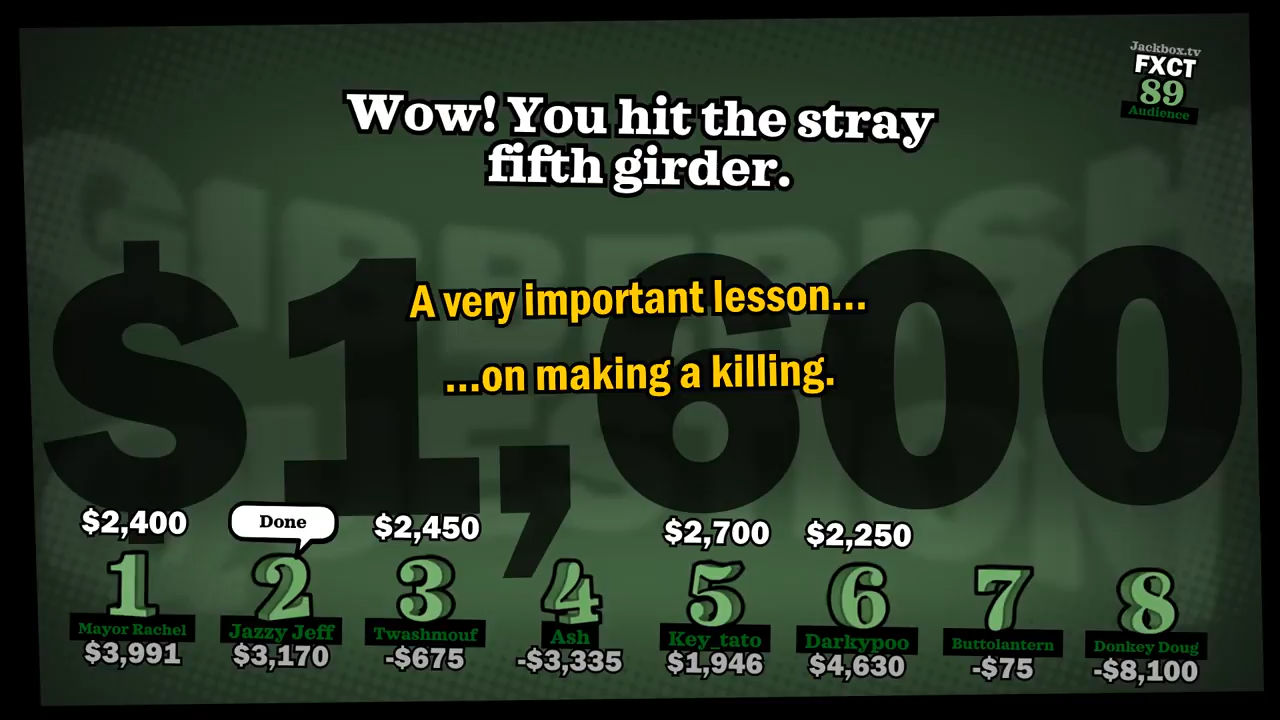 Jackbox.tv
FXCT
89
Audience
Wow! You hit the stray
fifth girder.
$1,600
A very important lesson...
...on making a killing.
$2,400
Done
$2,450
$2,700
$2,250
1
2
3
4
5
6
7
8
Mayor Rachel
Jazzy Jeff
Twashmouf
Ash
Key_tato
Darkypoo
Buttolantern
Donkey Doug
$3,991
$3,170
-$675
-$3,335
$1,946
$4,630
-$75
-$8,100